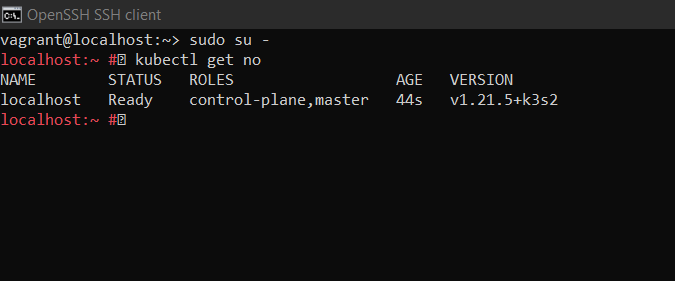 OpenSSH SSH client
vagrant@localhost:~> sudo su -
localhost:~ # kubectl get no
NAME STATUS ROLES AGE VERSION
localhost Ready control-plane,master 44s v1.21.5+k3s2
localhost:~ #